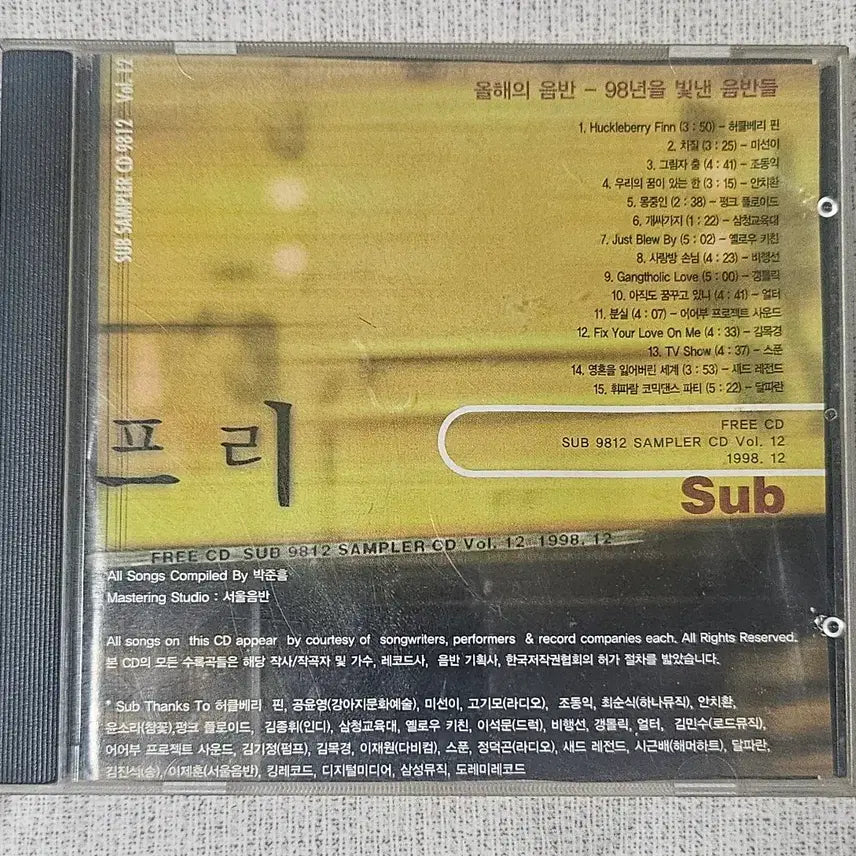 SUB SAMPLER CD 9812 - Vol. 12
올해의 음반 - 98년을 빛낸 음반들
1. Huckleberry Finn (3 : 50) - 허클베리 핀
2. 치질 (3 : 25) - 미선이
3. 그림자 춤 (4 : 41) - 조동익
4. 우리의 꿈이 있는 한 (3 : 15) - 안치환
5. 몽중인 (2 : 38) - 펑크 플로이드
6. 개싸가지 (1 : 22) - 삼청교육대
7. Just Blew By (5 : 02) - 옐로우 키친
8. 사랑방 손님 (4 : 23) - 비행선
9. Gangtholic Love (5 : 00) - 갱톨릭
10. 아직도 꿈꾸고 있니 (4 : 41) - 얼터
11. 분실 (4 : 07) - 어어부 프로젝트 사운드
12. Fix Your Love On Me (4 : 33) - 김목경
13. TV Show (4 : 37) - 스푼
14. 영혼을 잃어버린 세계 (3 : 53) - 새드 레전드
15. 휘파람 코믹댄스 파티 (5 : 22) - 달파란
FREE CD
SUB 9812 SAMPLER CD Vol. 12
1998. 12
Sub
프리
FREE CD SUB 9812 SAMPLER CD Vol. 12 1998. 12
All Songs Compiled By 박준흠
Mastering Studio : 서울음반
All songs on this CD appear by courtesy of songwriters, performers & record companies each. All Rights Reserved.
본 CD의 모든 수록곡들은 해당 작사/작곡자 및 가수, 레코드사, 음반 기획사, 한국저작권협회의 허가 절차를 밟았습니다.
* Sub Thanks To 허클베리 핀, 공윤영(강아지문화예술), 미선이, 고기모(라디오), 조동익, 최순식(하나뮤직), 안치환,
윤소라(참꽃),펑크 플로이드, 김종휘(인디), 삼청교육대, 옐로우 키친, 이석문(드럭), 비행선, 갱톨릭, 얼터, 김민수(로드뮤직),
어어부 프로젝트 사운드, 김기정(펌프), 김목경, 이재원(다비컴), 스푼, 정덕곤(라디오), 새드 레전드, 시근배(해머하트), 달파란,
김진석(송), 이제훈(서울음반), 킹레코드, 디지털미디어, 삼성뮤직, 도레미레코드